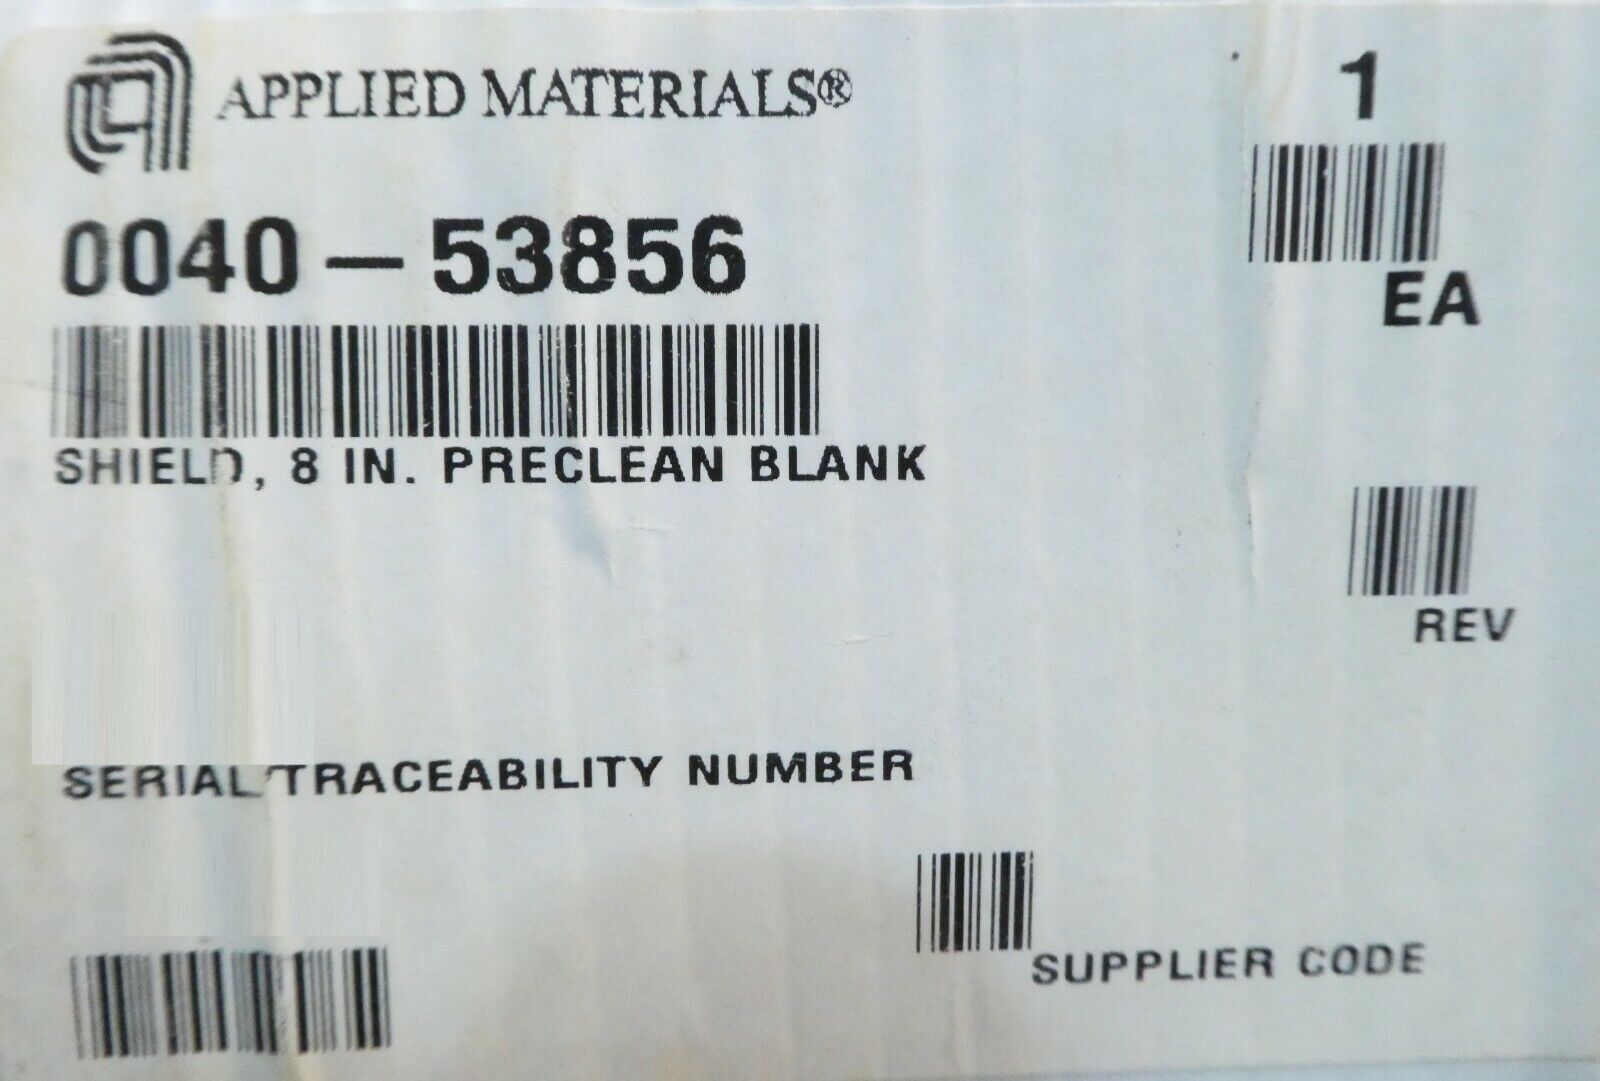 APPLIED MATERIALS®
1
0040-53856
EA
SHIELD, 8 IN. PRECLEAN BLANK
REV
SERIAL/TRACEABILITY NUMBER
SUPPLIER CODE